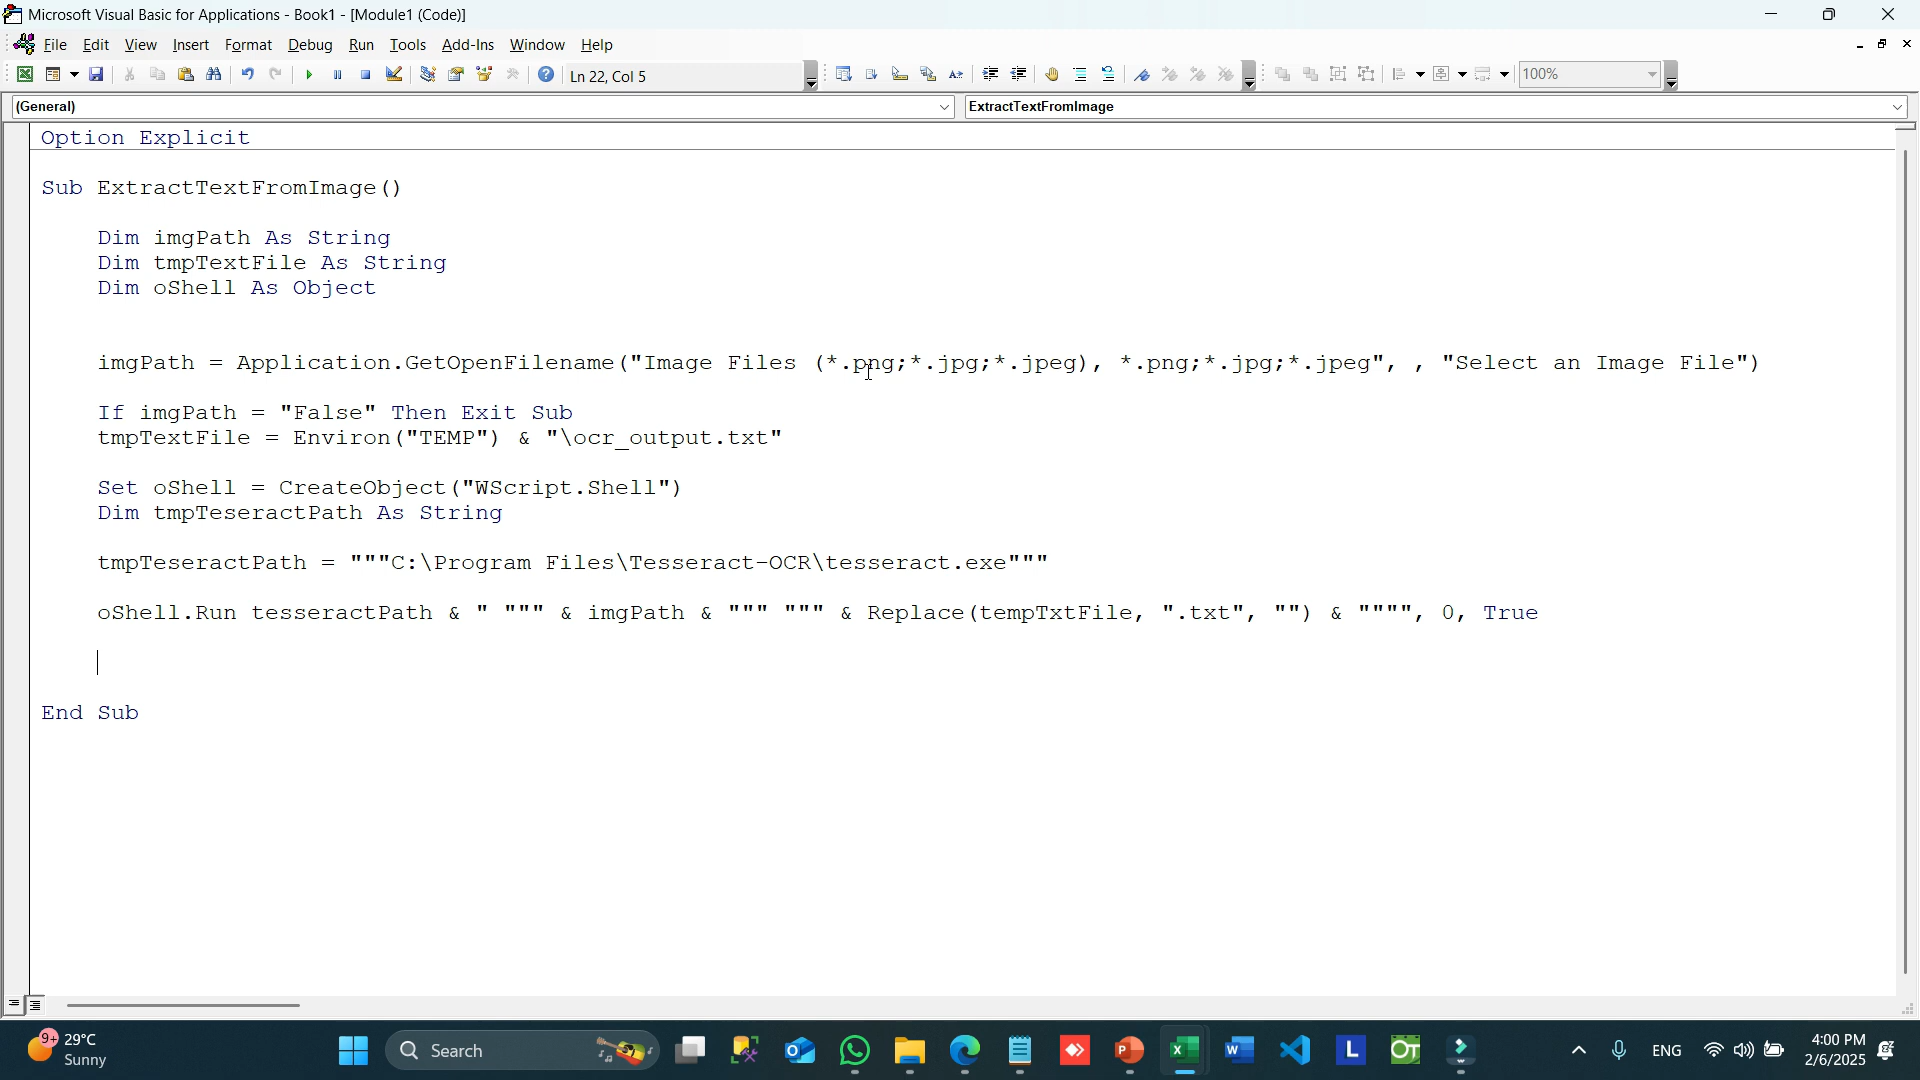 Microsoft Visual Basic for Applications - Book1 - [Module1 (Code)]
File Edit View Insert Format Debug Run Tools Add-Ins Window Help
Ln 22, Col 5
100%
(General)
ExtractTextFromImage
Option Explicit
Sub ExtractTextFromImage()
Dim imgPath As String
Dim tmpTextFile As String
Dim oShell As Object
imgPath = Application.GetOpenFilename("Image Files (*.png;*.jpg;*.jpeg), *.png;*.jpg;*.jpeg", , "Select an Image File")
If imgPath = "False" Then Exit Sub
tmpTextFile = Environ("TEMP") & "\ocr_output.txt"
Set oShell = CreateObject("WScript.Shell")
Dim tmpTeseractPath As String
tmpTeseractPath = """C:\Program Files\Tesseract-OCR\tesseract.exe"""
oShell.Run tesseractPath & " """ & imgPath & """ """ & Replace(tempTxtFile, ".txt", "") & """", 0, True
End Sub
9+
29°C
Sunny
Search
ENG
4:00 PM
2/6/2025